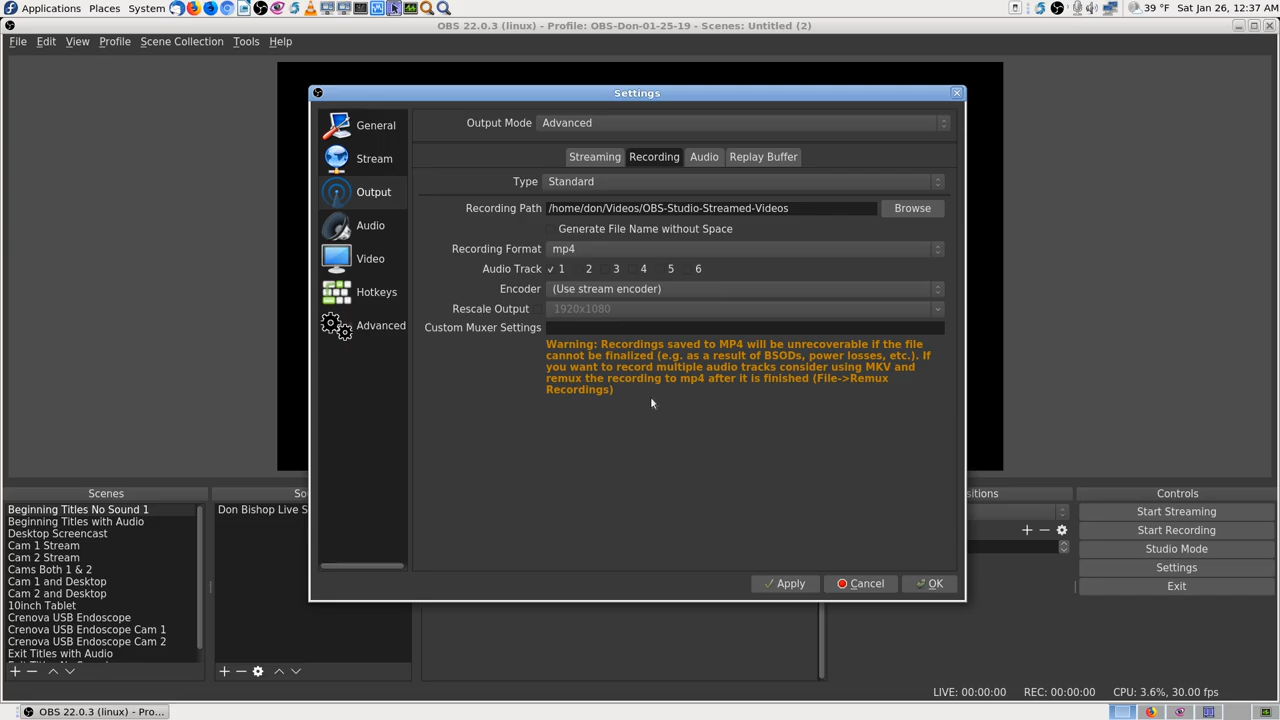 Applications Places System 39 °F Sat Jan 26, 12:37 AM
OBS 22.0.3 (linux) - Profile: OBS-Don-01-25-19 - Scenes: Untitled (2)
File Edit View Profile Scene Collection Tools Help
Settings
General
Stream
Output
Audio
Video
Hotkeys
Advanced
Output Mode Advanced
Streaming Recording Audio Replay Buffer
Type Standard
Recording Path /home/don/Videos/OBS-Studio-Streamed-Videos Browse
Generate File Name without Space
Recording Format mp4
Audio Track ✓ 1 2 3 4 5 6
Encoder (Use stream encoder)
Rescale Output 1920x1080
Custom Muxer Settings
Warning: Recordings saved to MP4 will be unrecoverable if the file
cannot be finalized (e.g. as a result of BSODs, power losses, etc.). If
you want to record multiple audio tracks consider using MKV and
remux the recording to mp4 after it is finished (File->Remux
Recordings)
Apply Cancel OK
Scenes
Beginning Titles No Sound 1
Beginning Titles with Audio
Desktop Screencast
Cam 1 Stream
Cam 2 Stream
Cams Both 1 & 2
Cam 1 and Desktop
Cam 2 and Desktop
10inch Tablet
Crenova USB Endoscope
Crenova USB Endoscope Cam 1
Crenova USB Endoscope Cam 2
Exit Titles with Audio
Sou
Don Bishop Live S
sitions
Controls
Start Streaming
Start Recording
Studio Mode
Settings
Exit
LIVE: 00:00:00 REC: 00:00:00 CPU: 3.6%, 30.00 fps
OBS 22.0.3 (linux) - Pro...